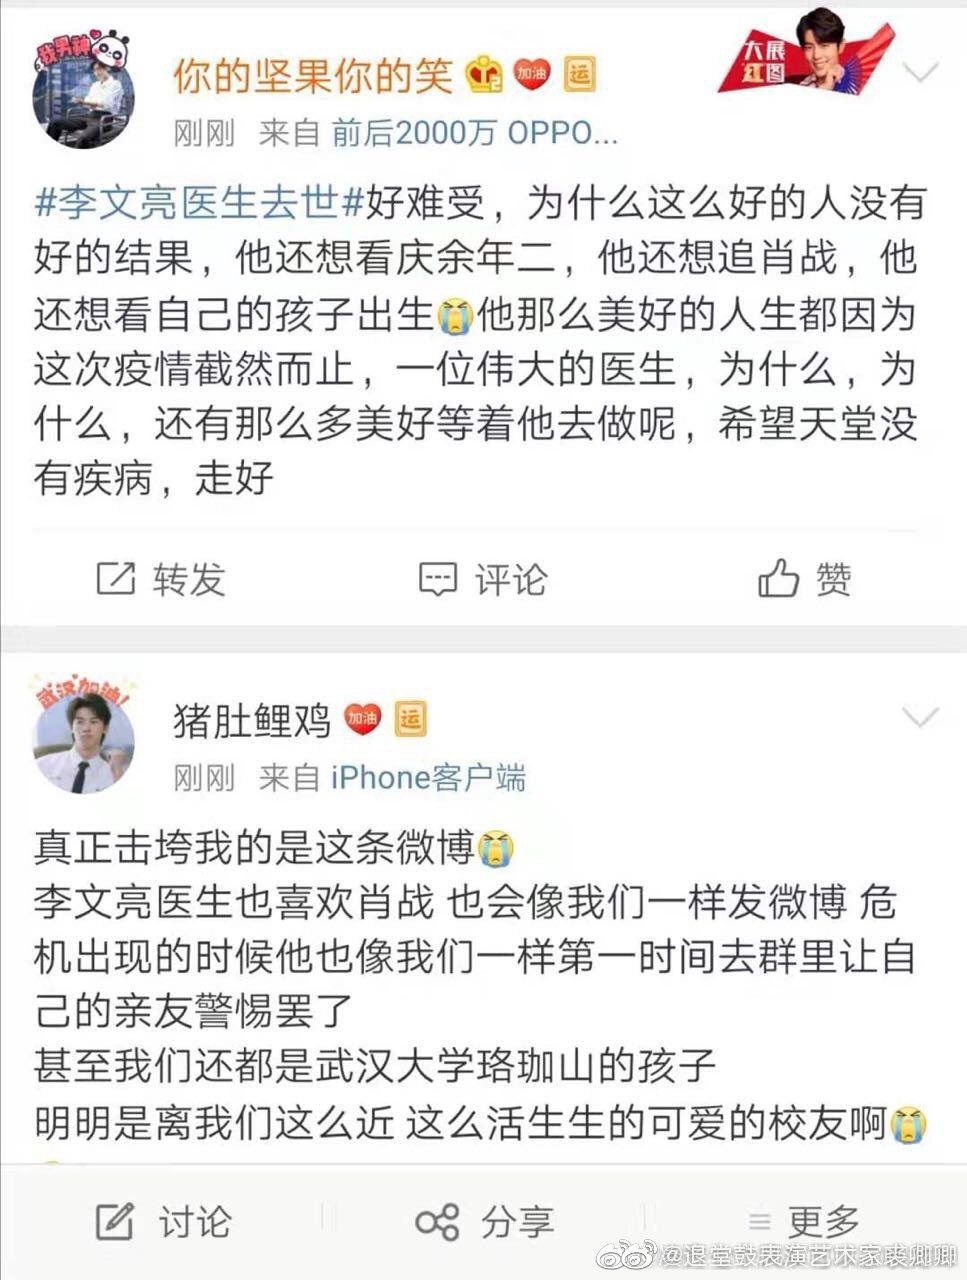 我男神
大展
红图
你的坚果你的笑 加油 运
刚刚 来自 前后2000万 OPPO...
#李文亮医生去世#好难受，为什么这么好的人没有
好的结果，他还想看庆余年二，他还想追肖战，他
还想看自己的孩子出生😭他那么美好的人生都因为
这次疫情截然而止，一位伟大的医生，为什么，为
什么，还有那么多美好等着他去做呢，希望天堂没
有疾病，走好
转发 评论 赞
武汉加油!
猪肚鲤鸡 加油 运
刚刚 来自 iPhone客户端
真正击垮我的是这条微博😭
李文亮医生也喜欢肖战 也会像我们一样发微博 危
机出现的时候他也像我们一样第一时间去群里让自
己的亲友警惕罢了
甚至我们还都是武汉大学珞珈山的孩子
明明是离我们这么近 这么活生生的可爱的校友啊😭
讨论 分享 更多
@退堂鼓表演艺术家裘卿卿